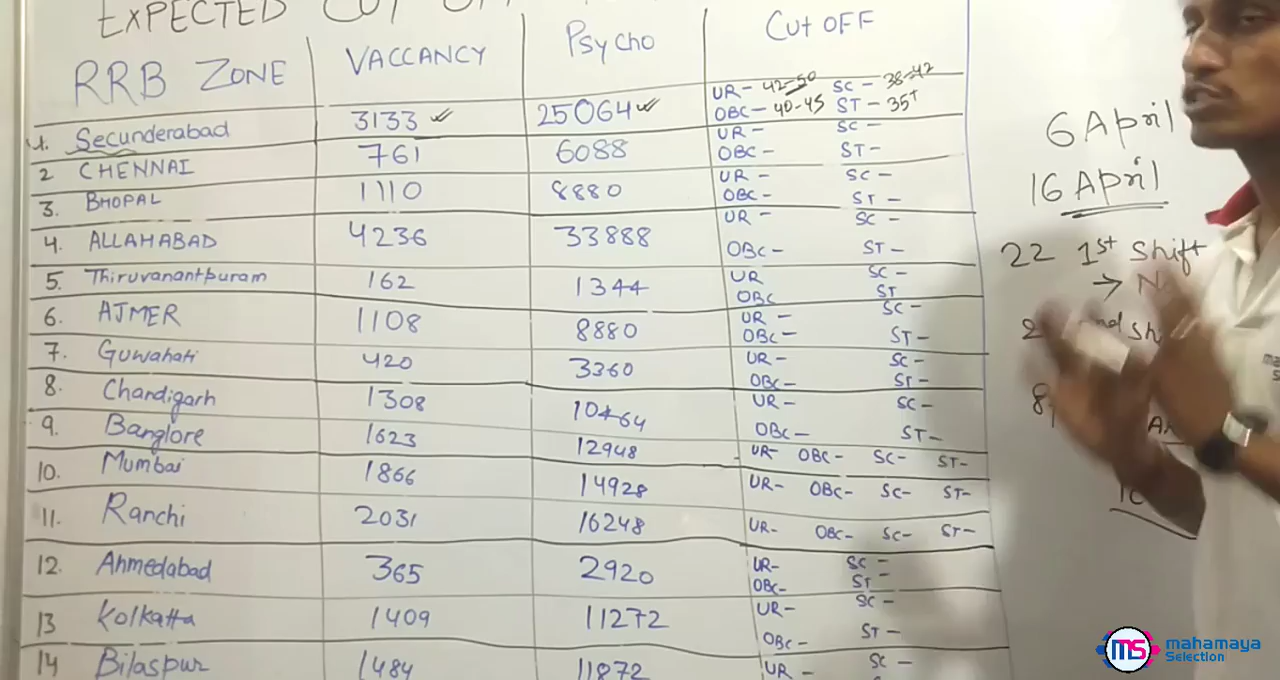 EXPECTED CUT OFF
RRB ZONE VACCANCY Psycho Cut OFF
1. Secunderabad 3133 25064 UR- 42-50 SC- 38-42
OBC- 40-45 ST- 35+
2 CHENNAI 761 6088 UR- SC-
OBC- ST-
3. BHOPAL 1110 8880 UR- SC-
OBC- ST-
4. ALLAHABAD 4236 33888 UR- SC-
OBC- ST-
5. Thiruvanantpuram 162 1344 UR SC-
OBC ST
6. AJMER 1108 8880 UR- SC-
OBC- ST-
7. Guwahati 420 3360 UR- SC-
OBC- ST-
8. Chandigarh 1308 10464 UR- SC-
OBC- ST-
9. Banglore 1623 12948 UR- OBC- SC- ST-
10. Mumbai 1866 14928 UR- OBC- SC- ST-
11. Ranchi 2031 16248 UR- OBC- SC- ST-
12. Ahmedabad 365 2920 UR- SC-
OBC- ST-
13 Kolkatta 1409 11272 UR- SC-
OBC- ST-
14 Bilaspur 1484 11872 UR- SC-
6 April
16 April
22 1st Shift
→
MS mahamaya
Selection